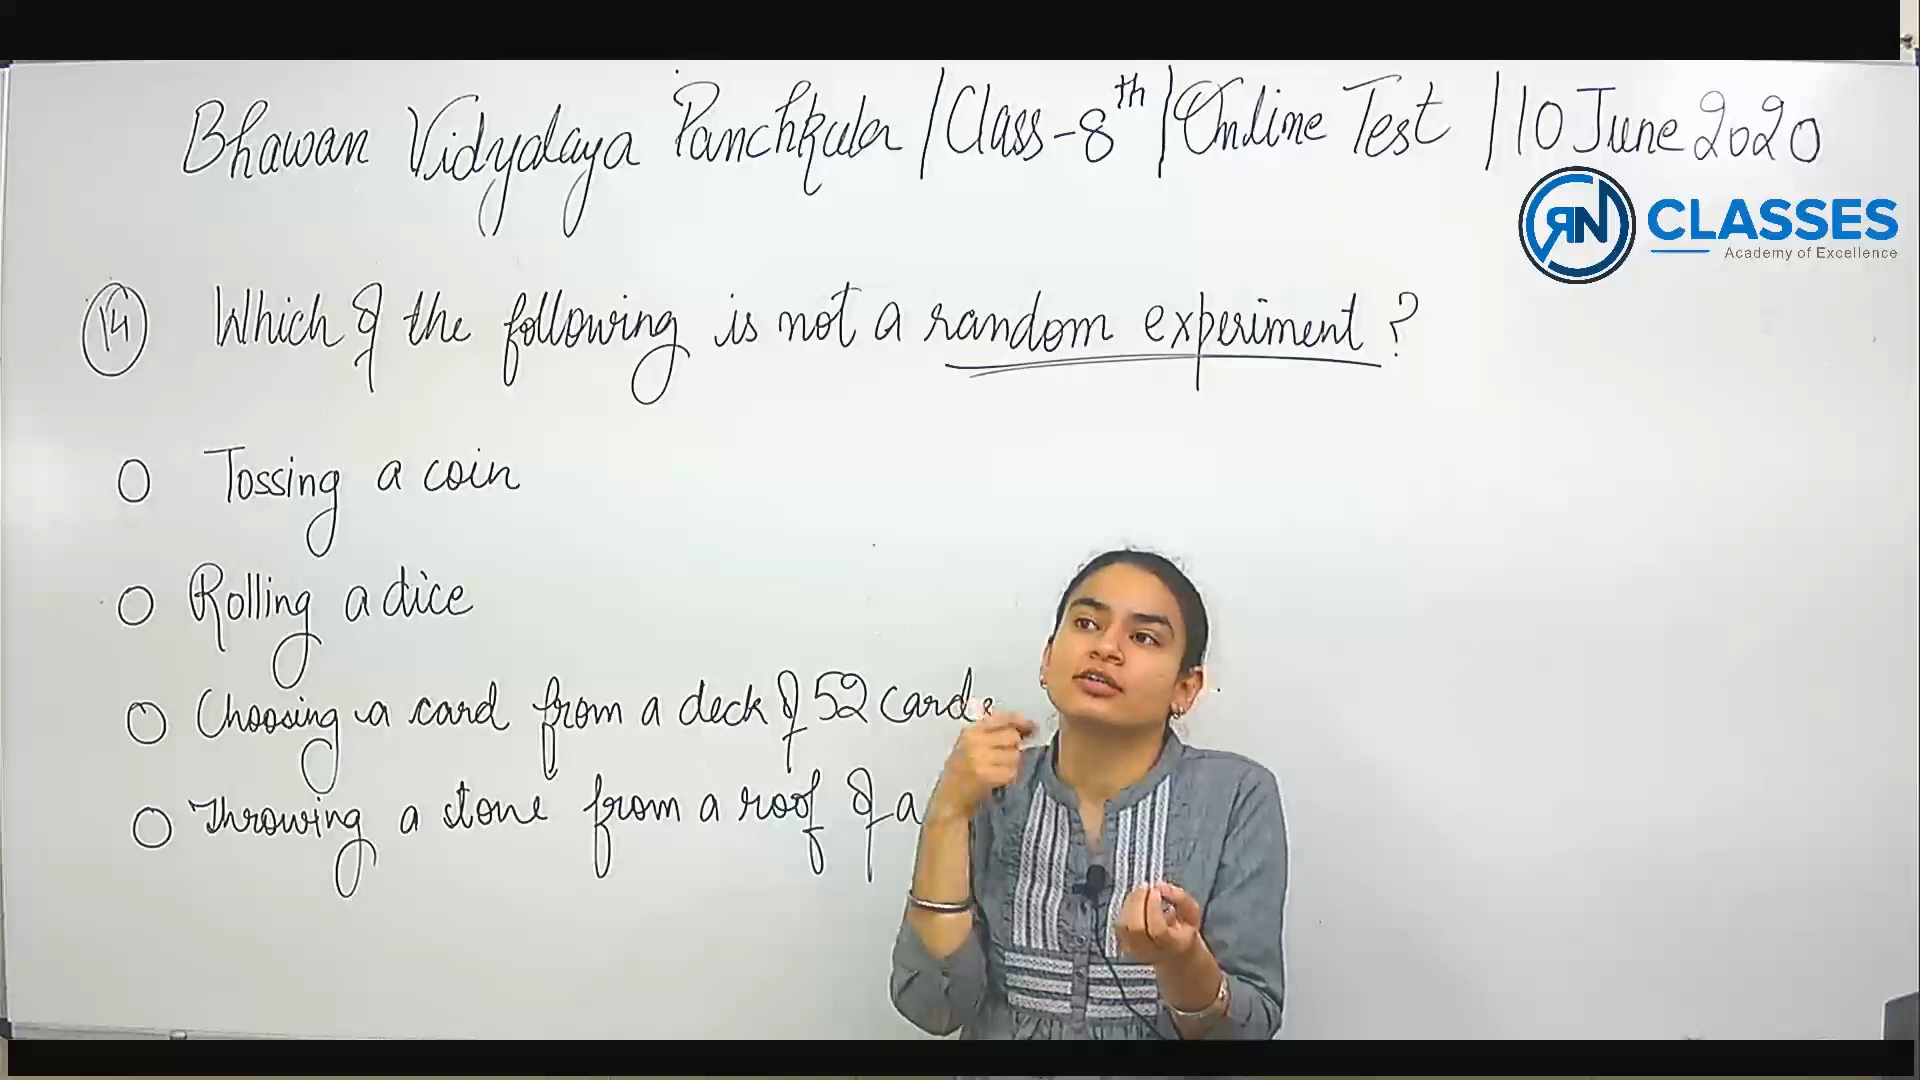 Bhawan Vidyalaya Panchkula / Class-8th / Online Test / 10 June 2020
RN CLASSES
Academy of Excellence
14 Which of the following is not a random experiment ?
Tossing a coin
Rolling a dice
Choosing a card from a deck of 52 cards
Throwing a stone from a roof of a